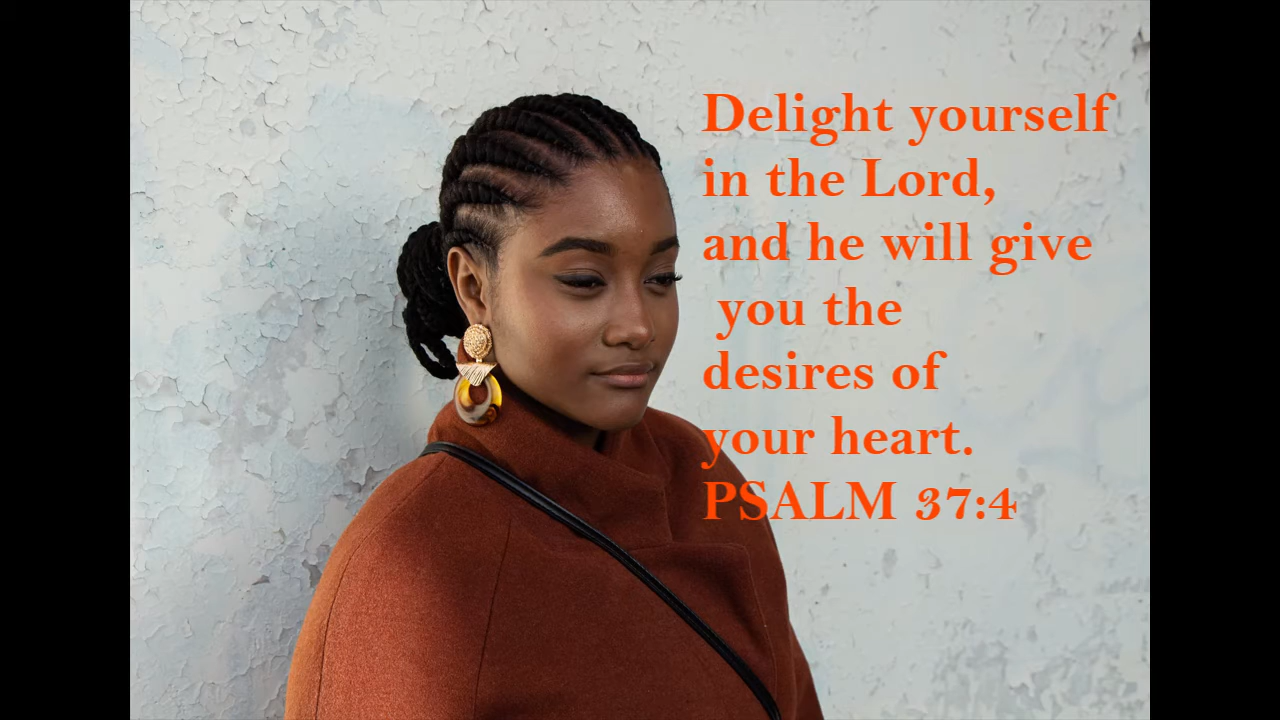 Delight yourself
in the Lord,
and he will give
you the
desires of
your heart.
PSALM 37:4